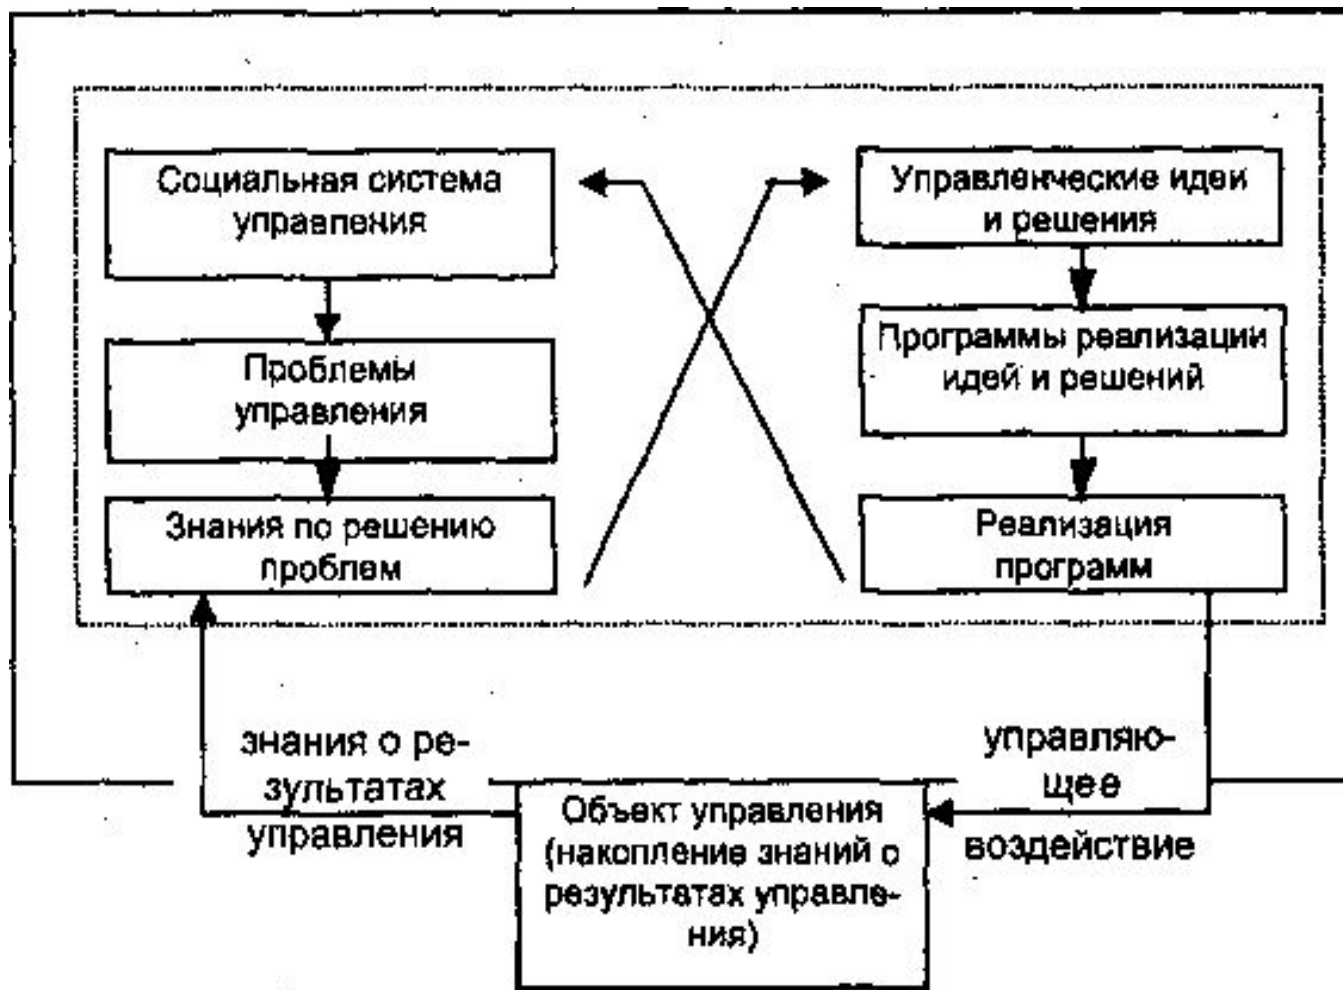 Социальная система
управления
Проблемы
управления
Знания по решению
проблем
Управленческие идеи
и решения
Программы реализации
идей и решений
Реализация
программ
знания о ре-
зультатах
управления
Объект управления
(накопление знаний о
результатах управле-
ния)
управляю-
щее
воздействие